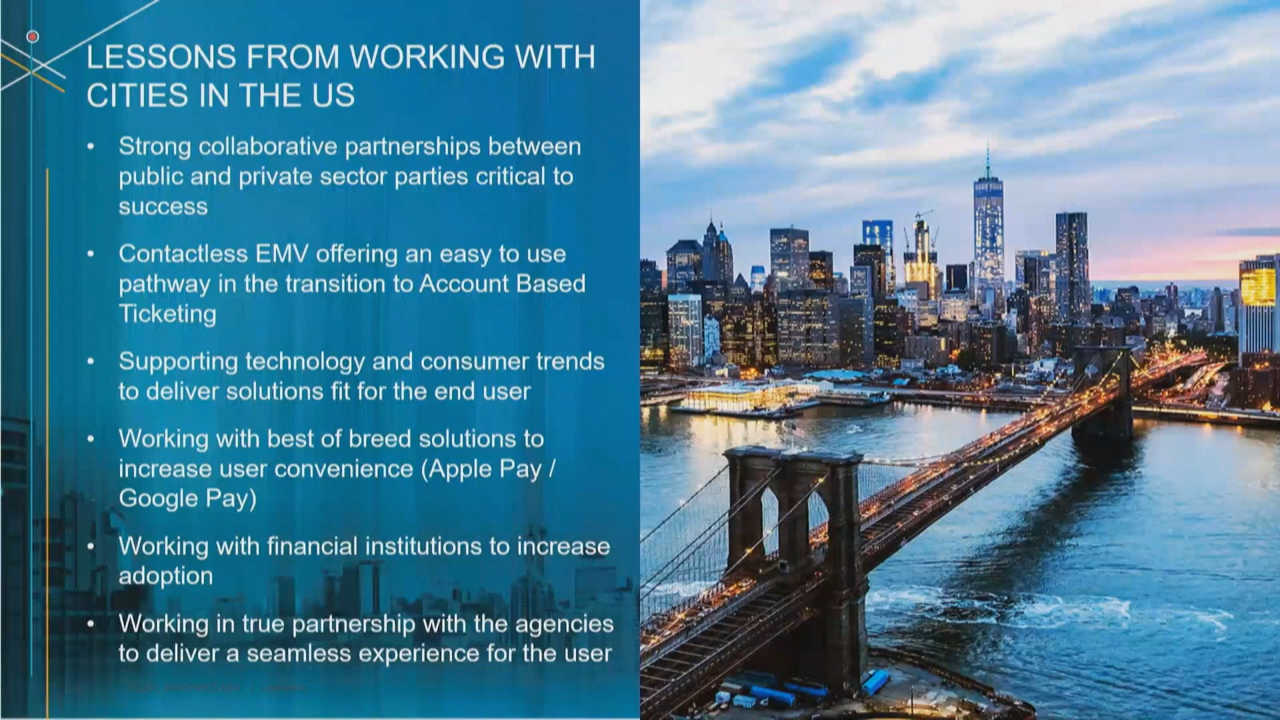 LESSONS FROM WORKING WITH
CITIES IN THE US
• Strong collaborative partnerships between
public and private sector parties critical to
success
• Contactless EMV offering an easy to use
pathway in the transition to Account Based
Ticketing
• Supporting technology and consumer trends
to deliver solutions fit for the end user
• Working with best of breed solutions to
increase user convenience (Apple Pay /
Google Pay)
• Working with financial institutions to increase
adoption
• Working in true partnership with the agencies
to deliver a seamless experience for the user